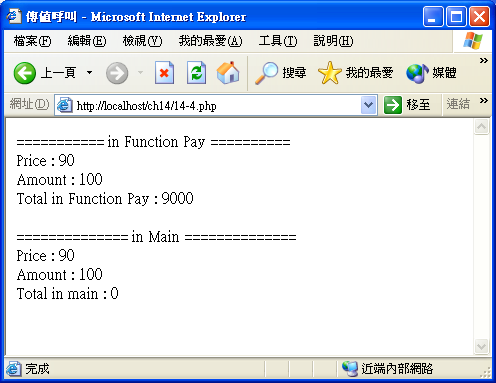 傳值呼叫 - Microsoft Internet Explorer
檔案(F) 編輯(E) 檢視(V) 我的最愛(A) 工具(T) 說明(H)
上一頁 搜尋 我的最愛 媒體
網址(D) http://localhost/ch14/14-4.php 移至 連結
=========== in Function Pay ==========
Price : 90
Amount : 100
Total in Function Pay : 9000
============== in Main ==============
Price : 90
Amount : 100
Total in main : 0
完成 近端內部網路